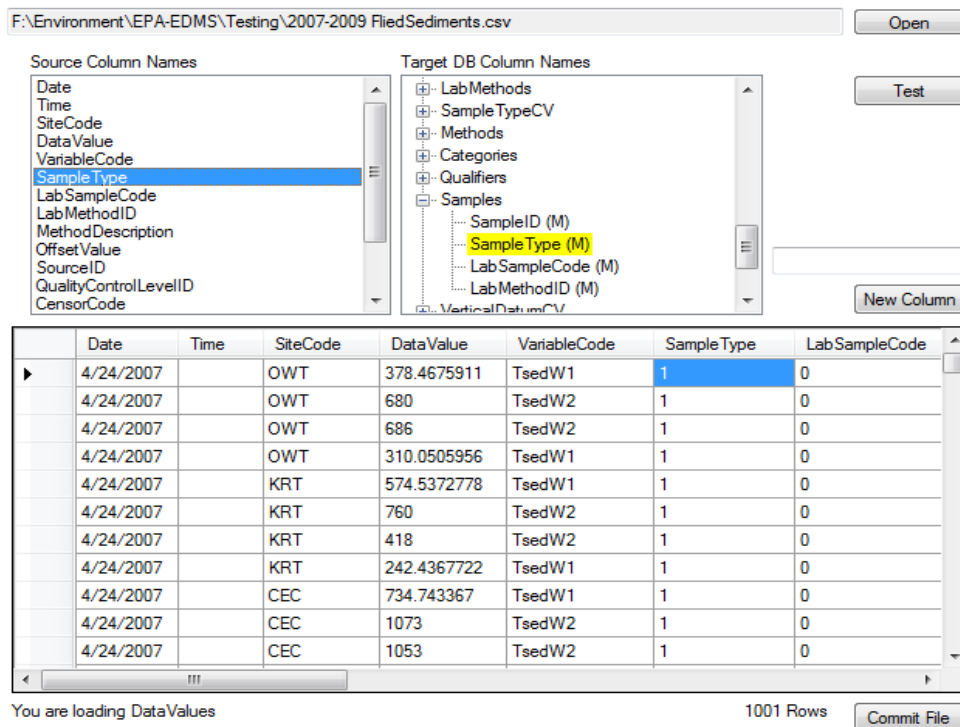 F:\Environment\EPA-EDMS\Testing\2007-2009 FliedSediments.csv Open
Source Column Names Target DB Column Names
Date
Time
SiteCode
DataValue
VariableCode
SampleType
LabSampleCode
LabMethodID
MethodDescription
OffsetValue
SourceID
QualityControlLevelID
CensorCode
LabMethods
SampleTypeCV
Methods
Categories
Qualifiers
Samples
SampleID (M)
SampleType (M)
LabSampleCode (M)
LabMethodID (M)
VerticalDatumCV
Test
New Column
Date Time SiteCode DataValue VariableCode SampleType LabSampleCode
4/24/2007 OWT 378.4675911 TsedW1 1 0
4/24/2007 OWT 680 TsedW2 1 0
4/24/2007 OWT 686 TsedW2 1 0
4/24/2007 OWT 310.0505956 TsedW1 1 0
4/24/2007 KRT 574.5372778 TsedW1 1 0
4/24/2007 KRT 760 TsedW2 1 0
4/24/2007 KRT 418 TsedW2 1 0
4/24/2007 KRT 242.4367722 TsedW1 1 0
4/24/2007 CEC 734.743367 TsedW1 1 0
4/24/2007 CEC 1073 TsedW2 1 0
4/24/2007 CEC 1053 TsedW2 1 0
You are loading DataValues 1001 Rows Commit File